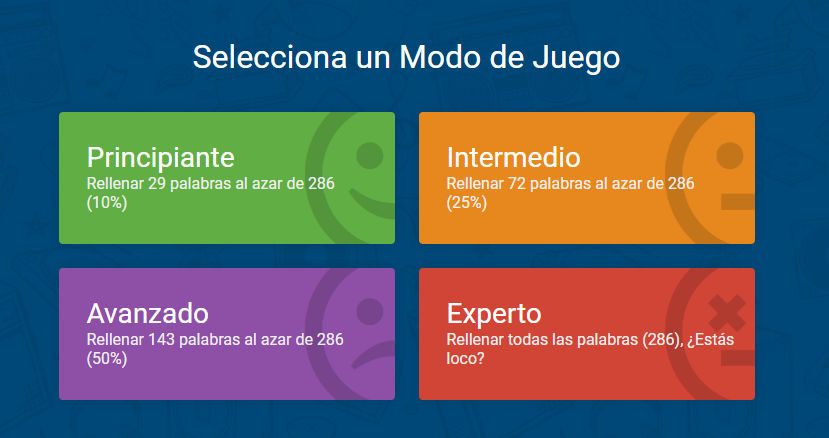 Selecciona un Modo de Juego
Principiante
Rellenar 29 palabras al azar de 286
(10%)
Intermedio
Rellenar 72 palabras al azar de 286
(25%)
Avanzado
Rellenar 143 palabras al azar de 286
(50%)
Experto
Rellenar todas las palabras (286), ¿Estás
loco?